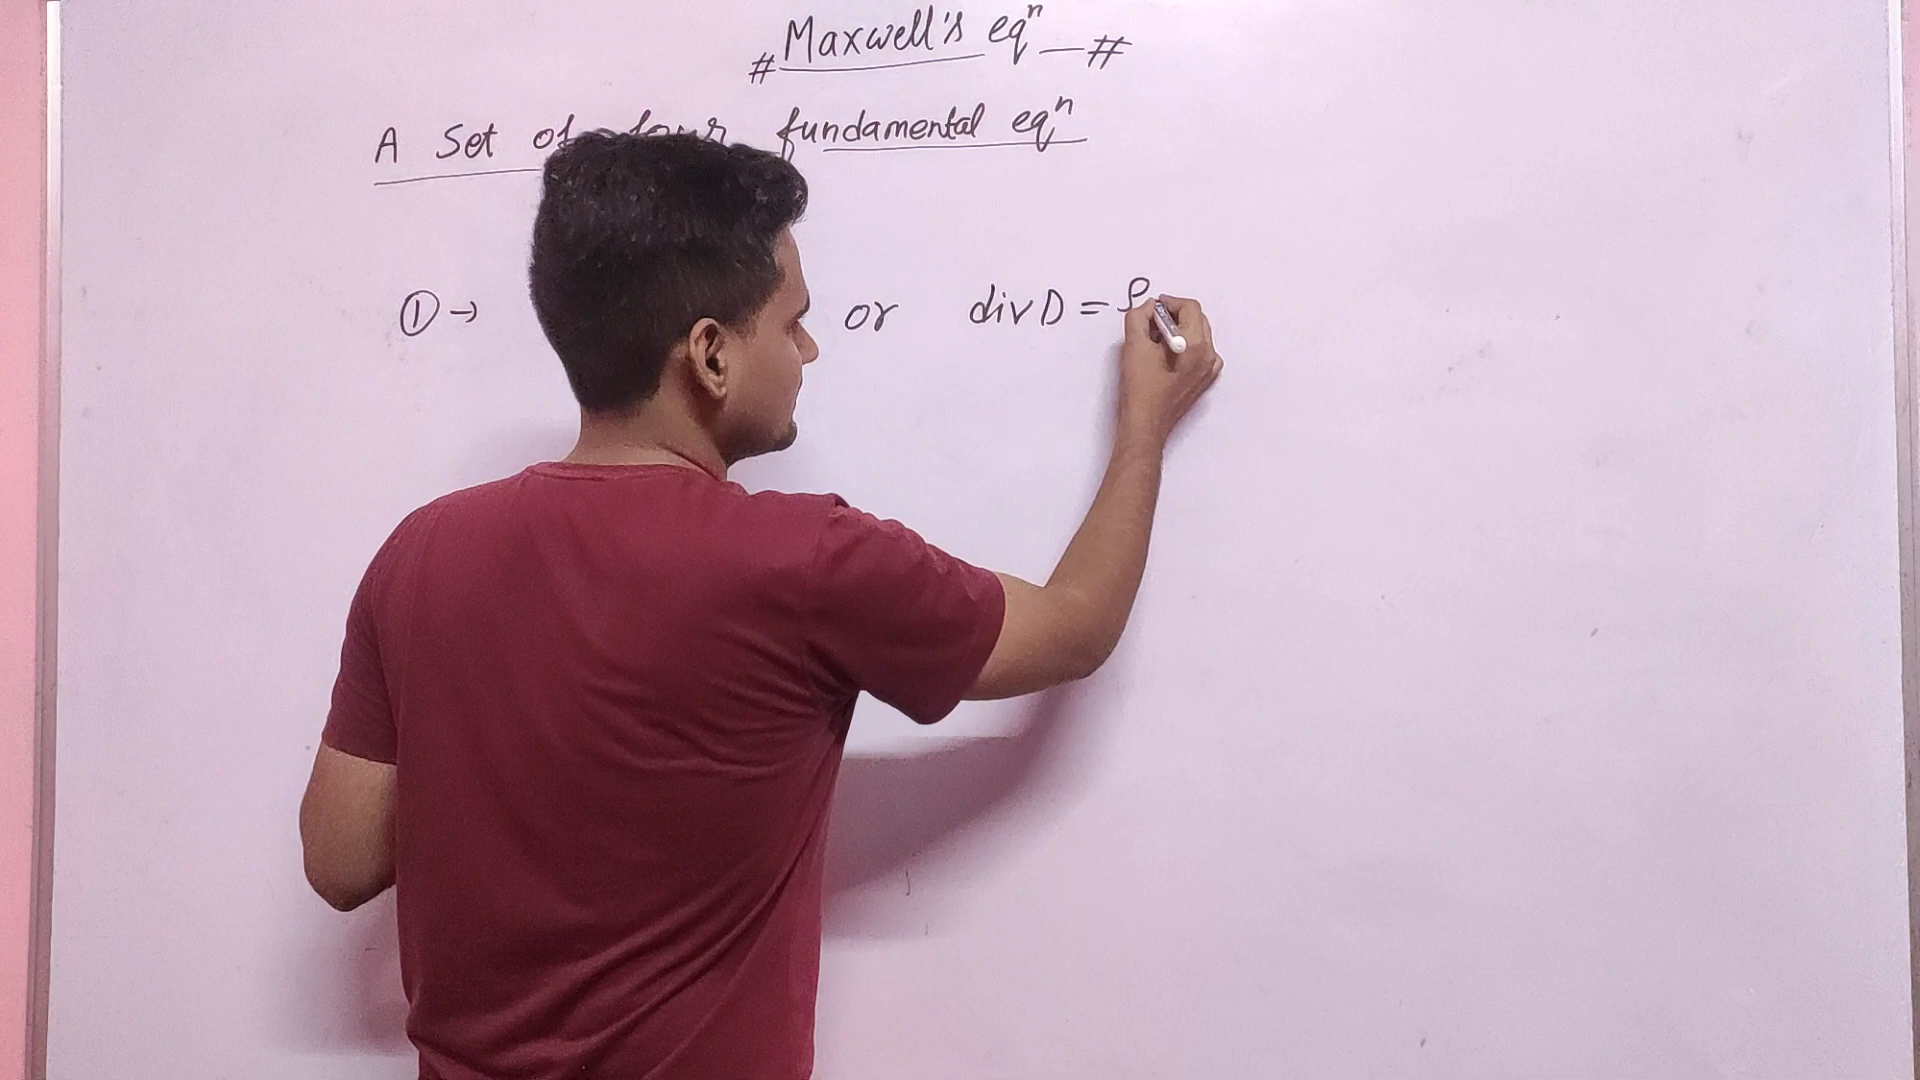 # Maxwell's eqⁿ — #
A Set of four fundamental eqⁿ
① → or div D = ρ